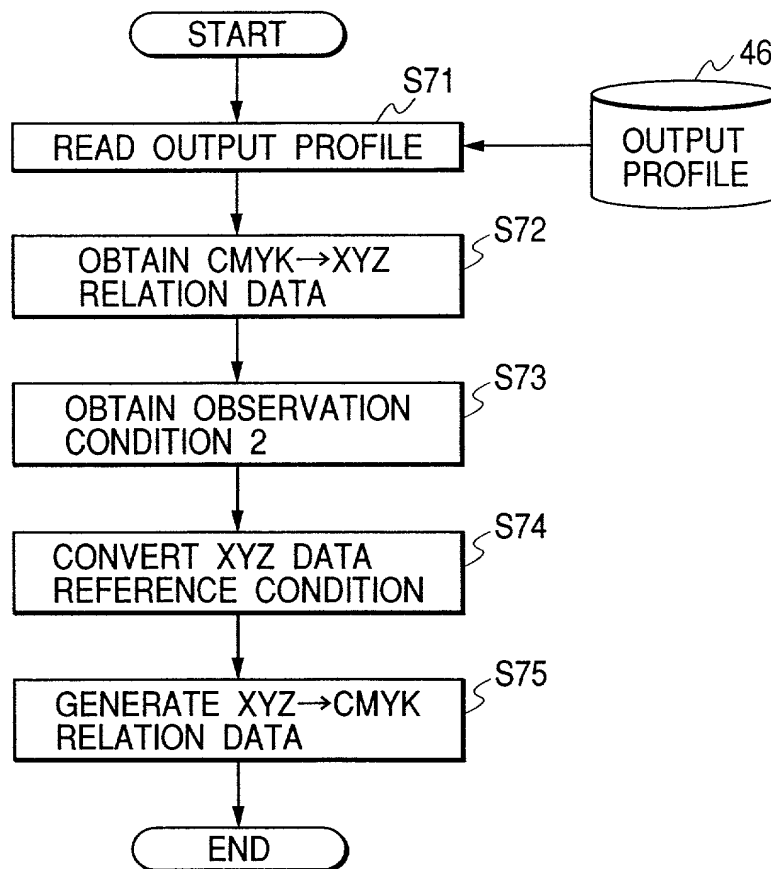 START
46
S71
READ OUTPUT PROFILE
OUTPUT
PROFILE
S72
OBTAIN CMYK→XYZ
RELATION DATA
S73
OBTAIN OBSERVATION
CONDITION 2
S74
CONVERT XYZ DATA
REFERENCE CONDITION
S75
GENERATE XYZ→CMYK
RELATION DATA
END